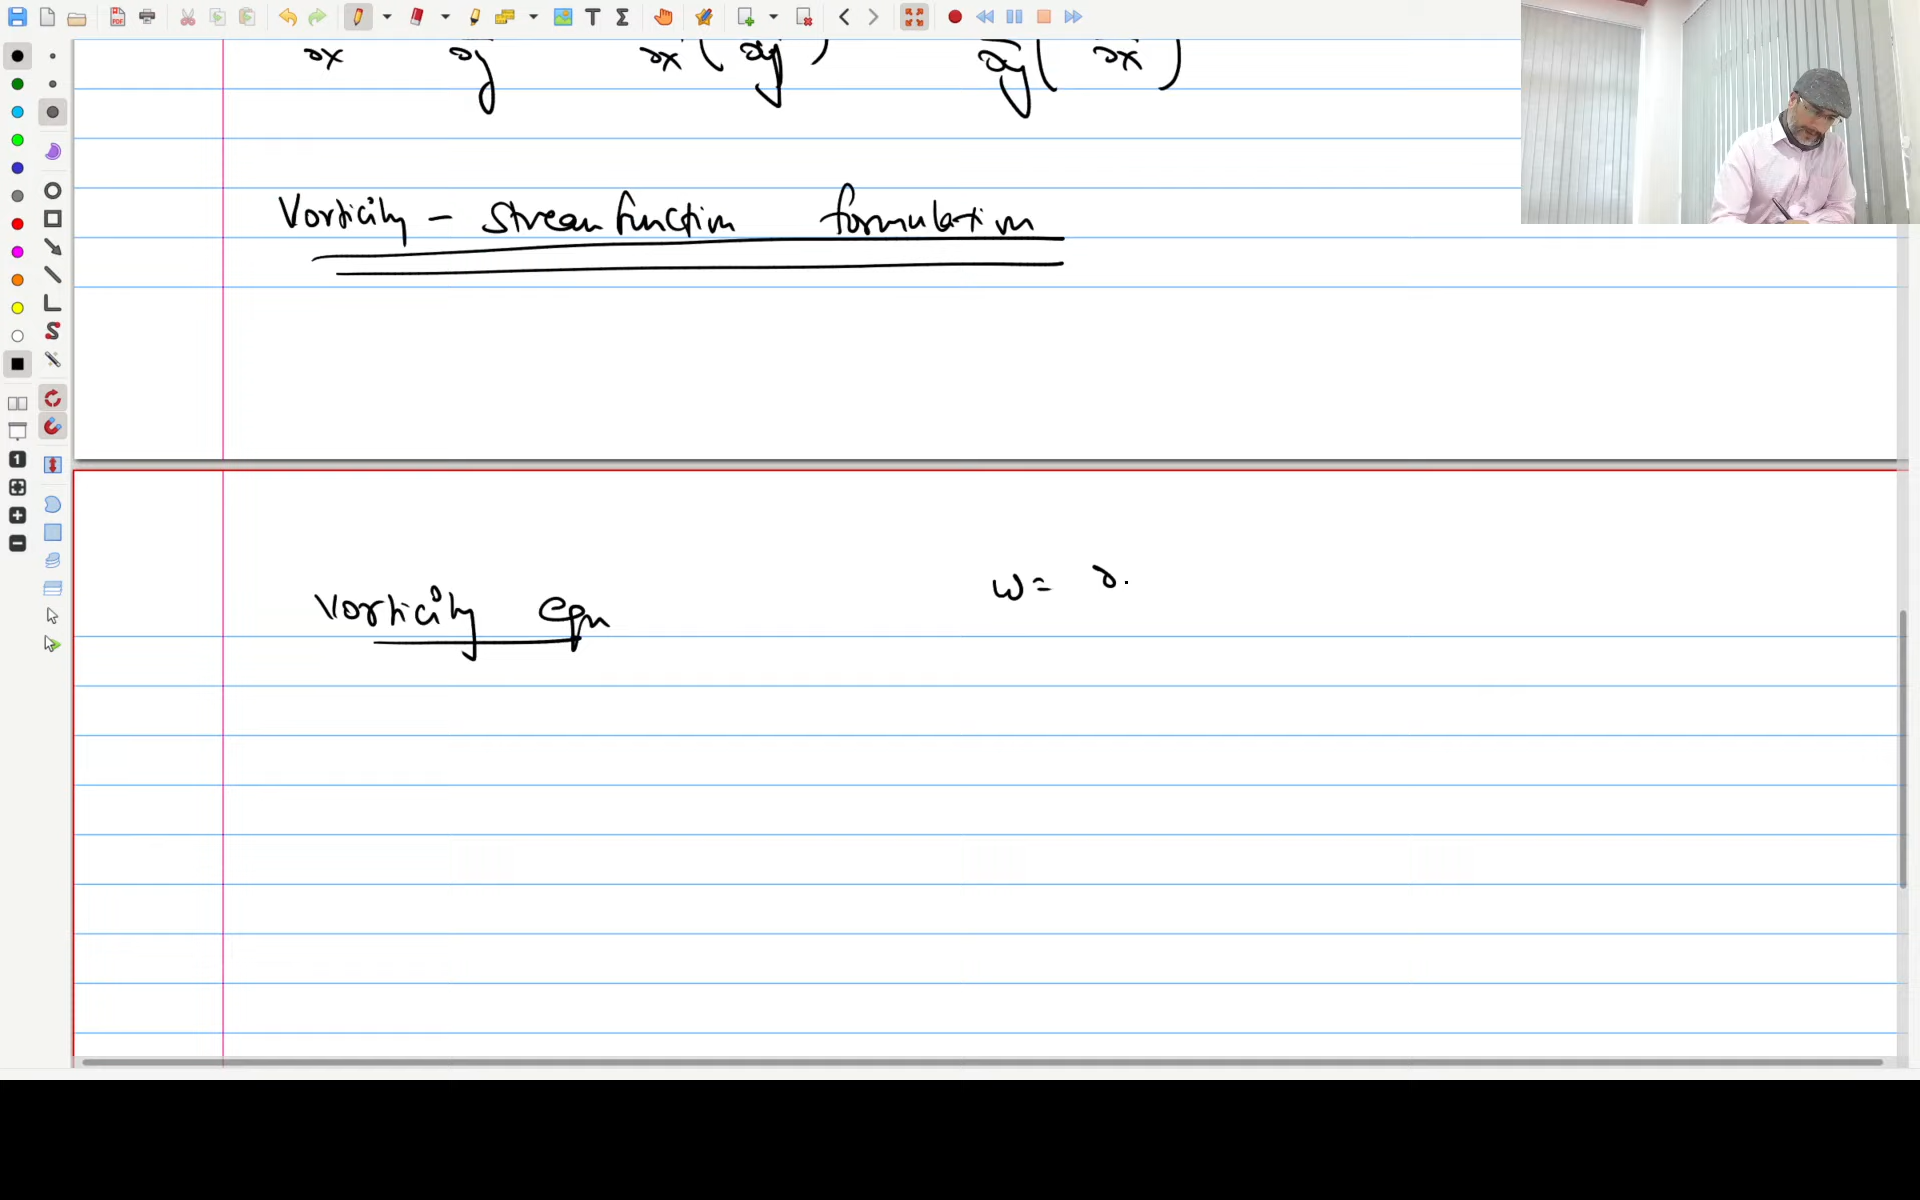 ∂x ∂y ∂x ( ∂y ) ∂y ( ∂x )
Vorticity - streamfunction formulation
Vorticity eqn
ω = ∂